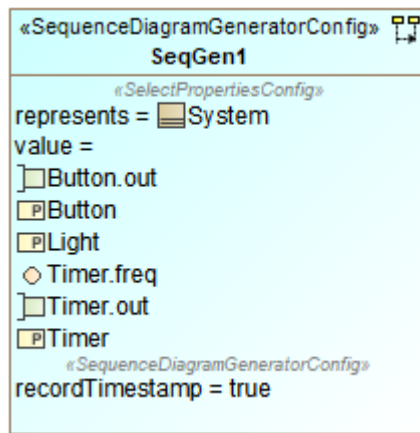 «SequenceDiagramGeneratorConfig»
SeqGen1
«SelectPropertiesConfig»
represents = System
value =
Button.out
P Button
P Light
Timer.freq
Timer.out
P Timer
«SequenceDiagramGeneratorConfig»
recordTimestamp = true